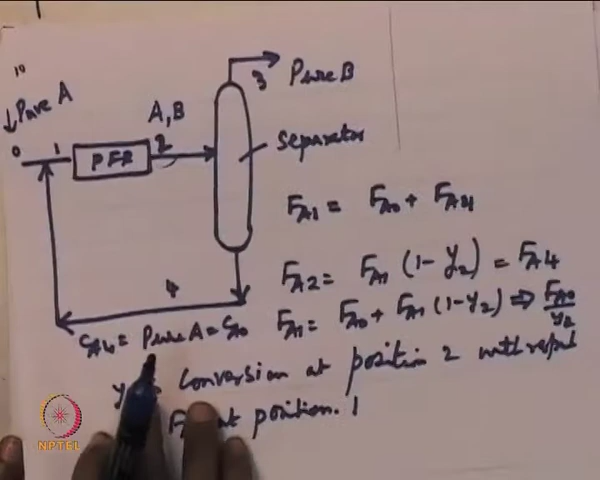 10
Pure A
0
1
PFR
A, B
2
3
Pure B
Separator
F_A1 = F_A0 + F_A4
F_A2 = F_A1 (1 - y_2) = F_A4
4
F_A1 = F_A0 + F_A1 (1 - y_2) ⇒ F_A0 / y_2
C_A4 = Pure A = C_A0
y Conversion at position 2 with
at position. 1
NPTEL